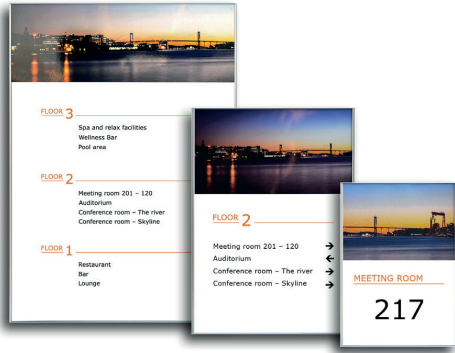 FLOOR 3
Spa and relax facilities
Wellness Bar
Pool area
FLOOR 2
Meeting room 201 – 120
Auditorium
Conference room – The river
Conference room – Skyline
FLOOR 1
Restaurant
Bar
Lounge
FLOOR 2
Meeting room 201 – 120 →
Auditorium ←
Conference room – The river →
Conference room – Skyline →
MEETING ROOM
217